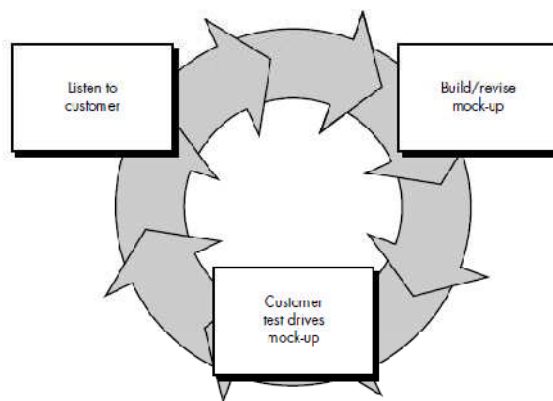 Listen to
customer
Build/revise
mock-up
Customer
test drives
mock-up